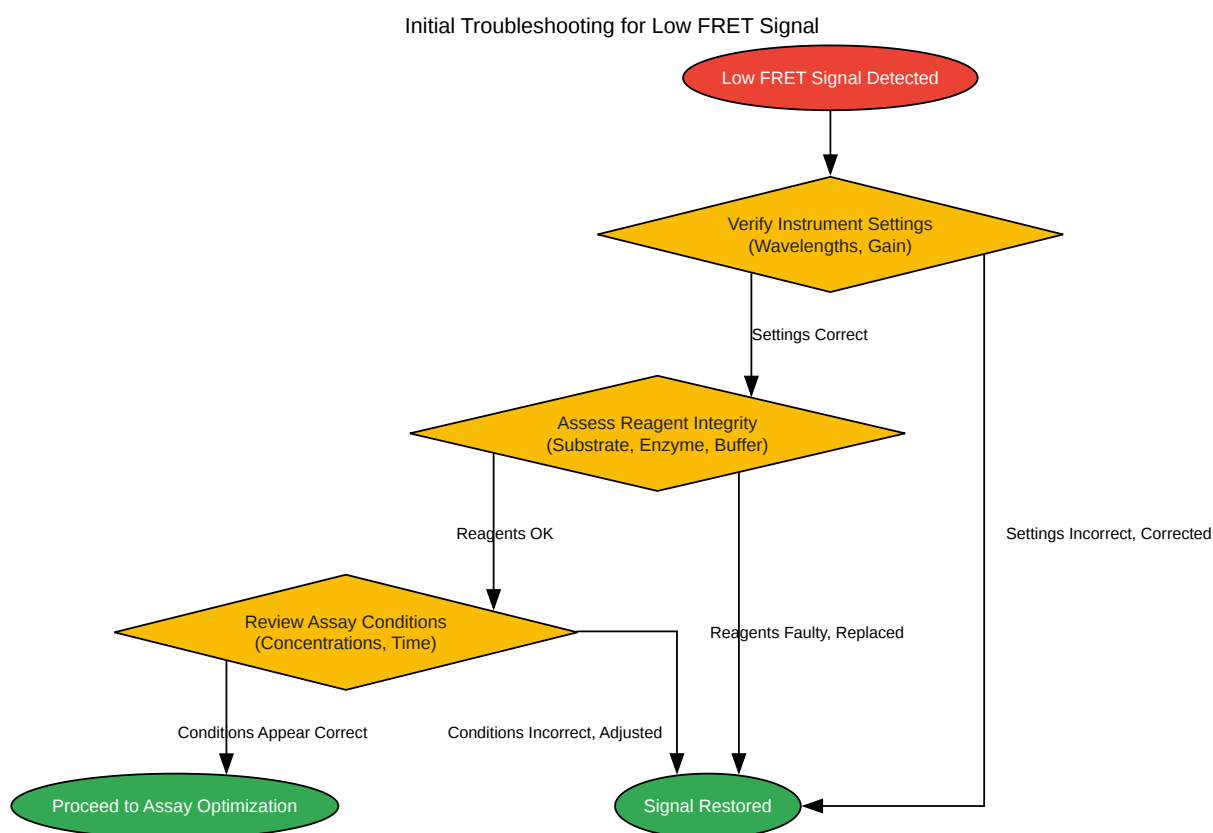 Initial Troubleshooting for Low FRET Signal
Low FRET Signal Detected
Verify Instrument Settings
(Wavelengths, Gain)
Settings Correct
Assess Reagent Integrity
(Substrate, Enzyme, Buffer)
Reagents OK
Settings Incorrect, Corrected
Review Assay Conditions
(Concentrations, Time)
Reagents Faulty, Replaced
Conditions Appear Correct
Conditions Incorrect, Adjusted
Proceed to Assay Optimization
Signal Restored